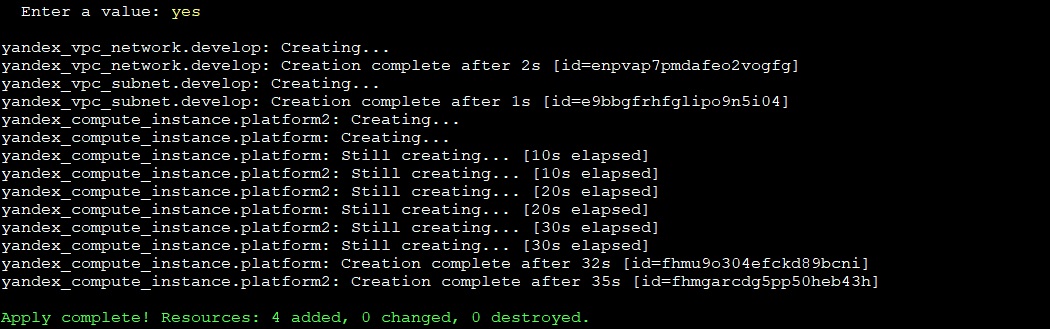 Enter a value: yes
yandex_vpc_network.develop: Creating...
yandex_vpc_network.develop: Creation complete after 2s [id=enpvap7pmdafeo2vogfg]
yandex_vpc_subnet.develop: Creating...
yandex_vpc_subnet.develop: Creation complete after 1s [id=e9bbgfrhfglipo9n5i04]
yandex_compute_instance.platform2: Creating...
yandex_compute_instance.platform: Creating...
yandex_compute_instance.platform: Still creating... [10s elapsed]
yandex_compute_instance.platform2: Still creating... [10s elapsed]
yandex_compute_instance.platform2: Still creating... [20s elapsed]
yandex_compute_instance.platform: Still creating... [20s elapsed]
yandex_compute_instance.platform2: Still creating... [30s elapsed]
yandex_compute_instance.platform: Still creating... [30s elapsed]
yandex_compute_instance.platform: Creation complete after 32s [id=fhmu9o304efckd89bcni]
yandex_compute_instance.platform2: Creation complete after 35s [id=fhmgarcdg5pp50heb43h]
Apply complete! Resources: 4 added, 0 changed, 0 destroyed.